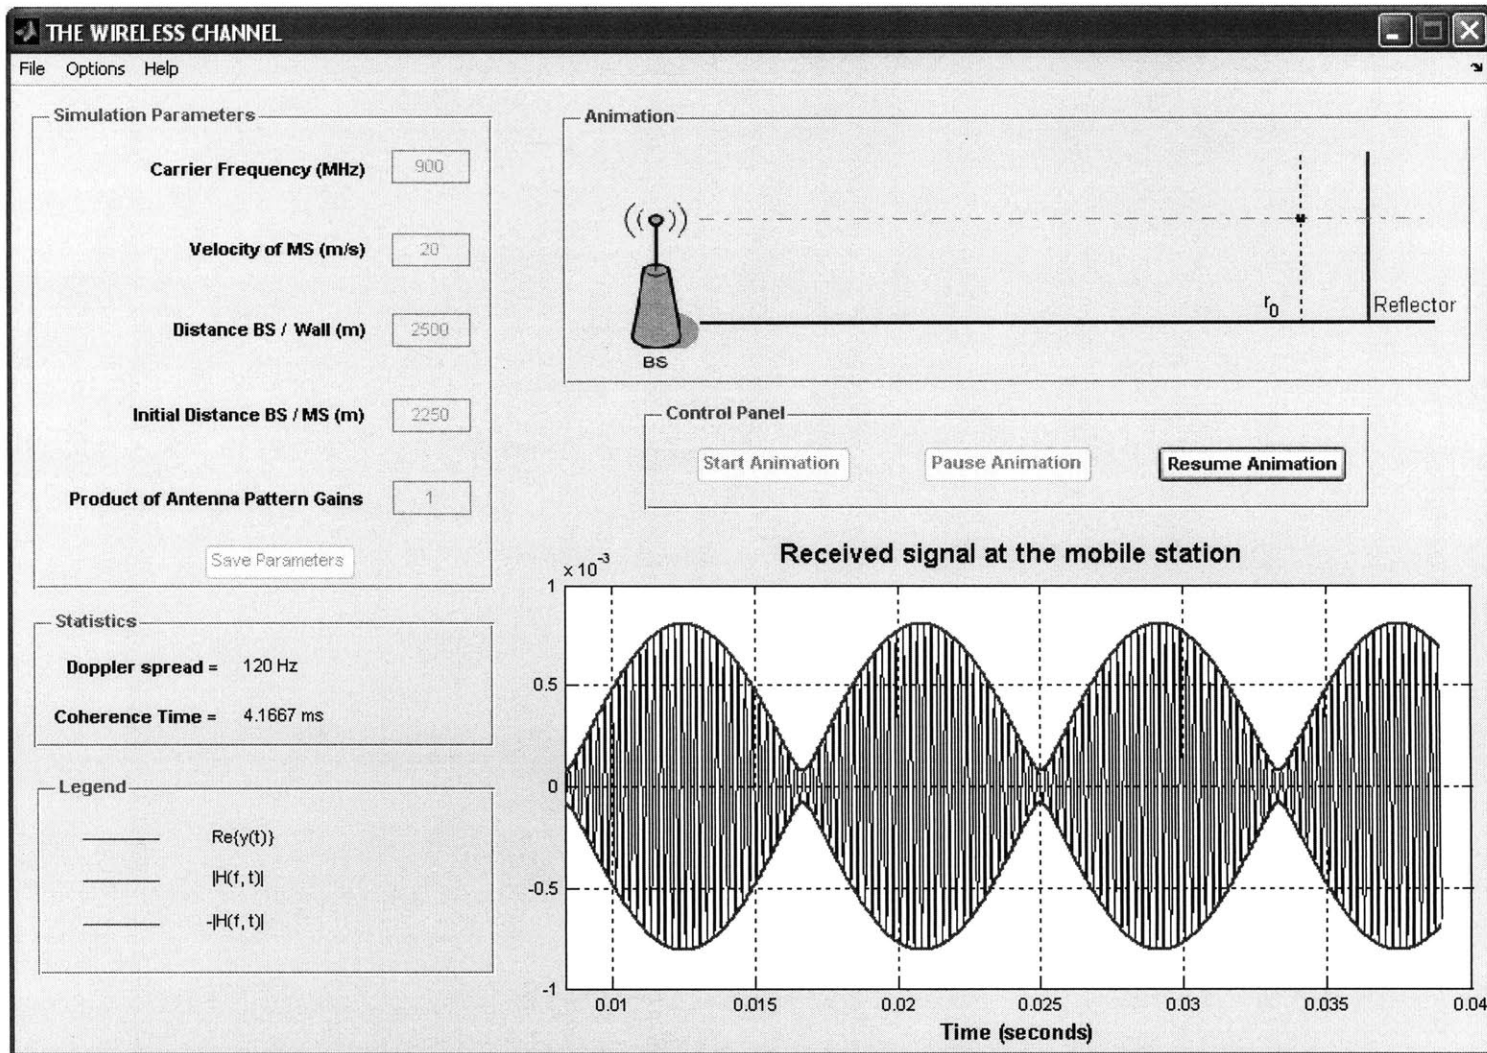 THE WIRELESS CHANNEL
File Options Help
Simulation Parameters
Carrier Frequency (MHz) 900
Velocity of MS (m/s) 20
Distance BS / Wall (m) 2500
Initial Distance BS / MS (m) 2250
Product of Antenna Pattern Gains 1
Save Parameters
Statistics
Doppler spread = 120 Hz
Coherence Time = 4.1667 ms
Legend
Re{y(t)}
|H(f,t)|
-|H(f,t)|
Animation
BS
r0
Reflector
Control Panel
Start Animation Pause Animation Resume Animation
Received signal at the mobile station
x 10-3
1
0.5
0
-0.5
-1
0.01 0.015 0.02 0.025 0.03 0.035 0.04
Time (seconds)